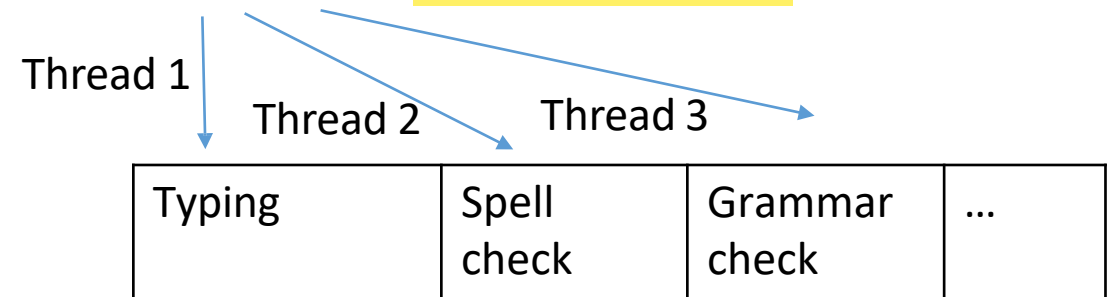 Thread 1
Thread 2
Thread 3
Typing
Spell
check
Grammar
check
...